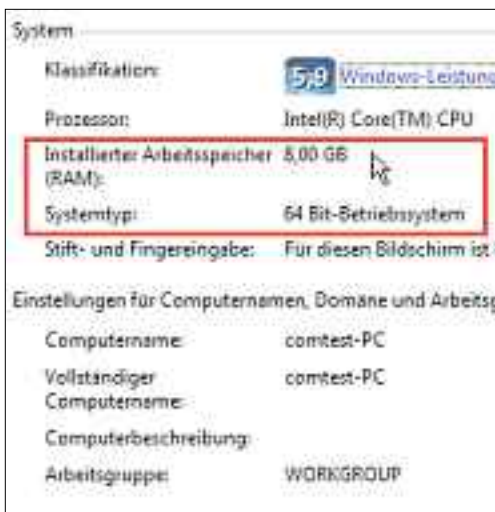 System
Klassifikation:
5,9 Windows-Leistung
Prozessor: Intel(R) Core(TM) CPU
Installierter Arbeitsspeicher 8,00 GB
(RAM):
Systemtyp: 64 Bit-Betriebssystem
Stift- und Fingereingabe: Für diesen Bildschirm ist
Einstellungen für Computernamen, Domäne und Arbeitsg
Computername: comtest-PC
Vollständiger comtest-PC
Computername:
Computerbeschreibung:
Arbeitsgruppe: WORKGROUP